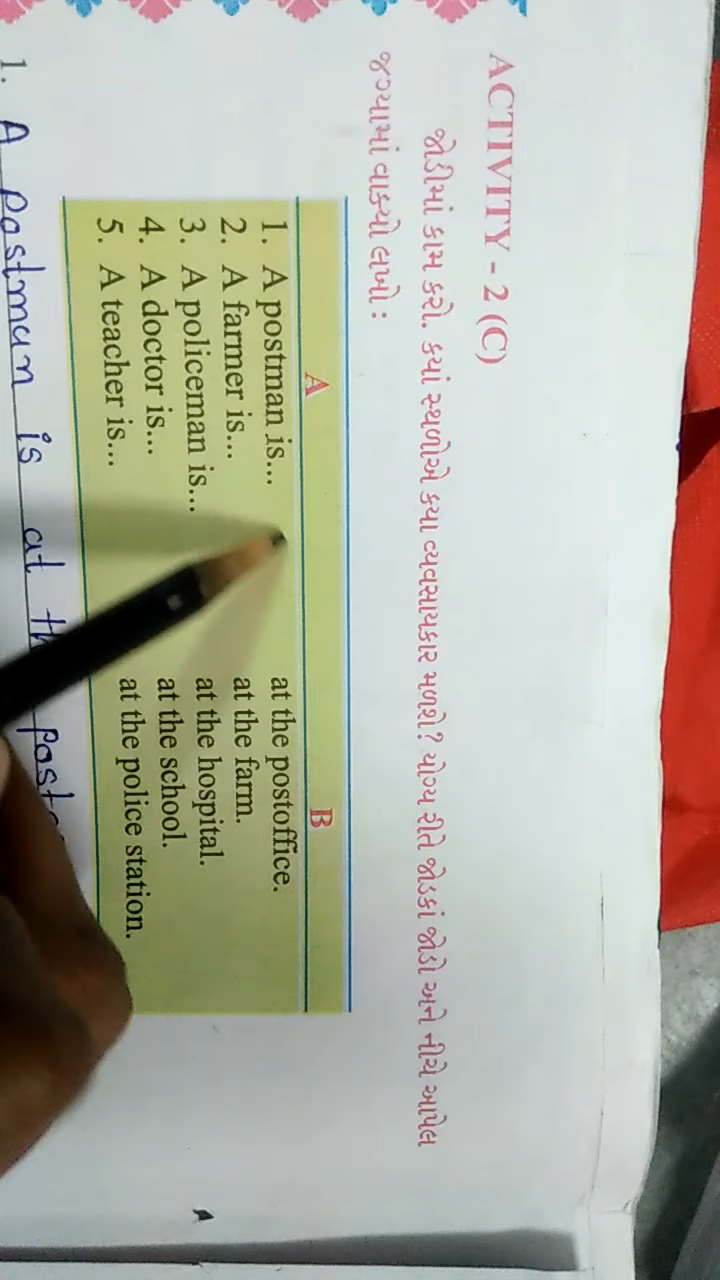 ACTIVITY - 2 (C)
જોડીમાં કામ કરો. ક્યાં સ્થળોએ ક્યા વ્યવસાયકાર મળશે? યોગ્ય રીતે જોડકાં જોડો અને નીચે આપેલ
જગ્યામાં વાક્યો લખો :
A B
1. A postman is... at the postoffice.
2. A farmer is... at the farm.
3. A policeman is... at the hospital.
4. A doctor is... at the school.
5. A teacher is... at the police station.
1. A Postman is at the post